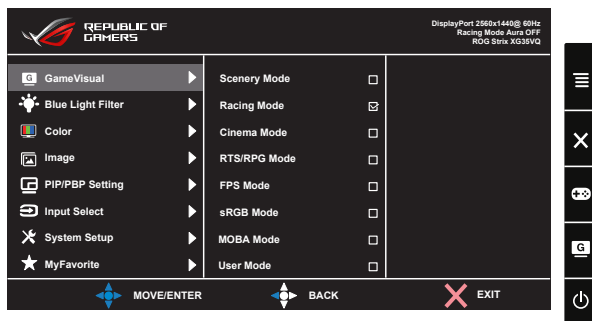 REPUBLIC OF
GAMERS
DisplayPort 2560x1440@ 60Hz
Racing Mode Aura OFF
ROG Strix XG35VQ
G GameVisual
Blue Light Filter
Color
Image
PIP/PBP Setting
Input Select
System Setup
MyFavorite
Scenery Mode
Racing Mode
Cinema Mode
RTS/RPG Mode
FPS Mode
sRGB Mode
MOBA Mode
User Mode
MOVE/ENTER
BACK
EXIT
G